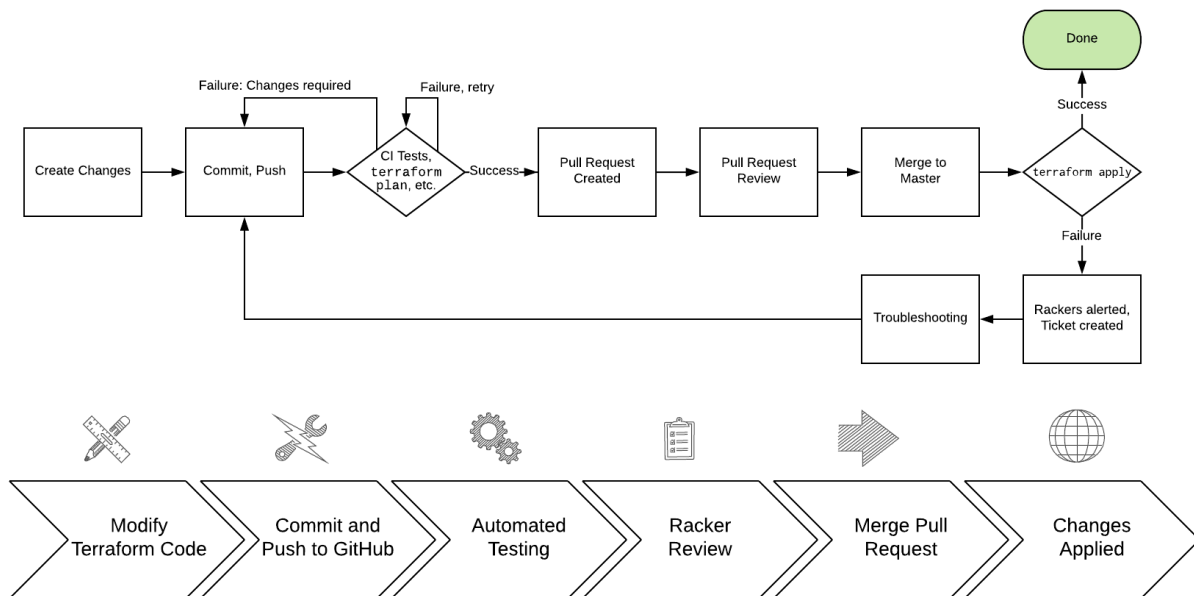 Done
Success
Failure: Changes required
Failure, retry
Create Changes
Commit, Push
CI Tests,
terraform
plan, etc.
Success
Pull Request
Created
Pull Request
Review
Merge to
Master
terraform apply
Failure
Troubleshooting
Rackers alerted,
Ticket created
Modify
Terraform Code
Commit and
Push to GitHub
Automated
Testing
Racker
Review
Merge Pull
Request
Changes
Applied